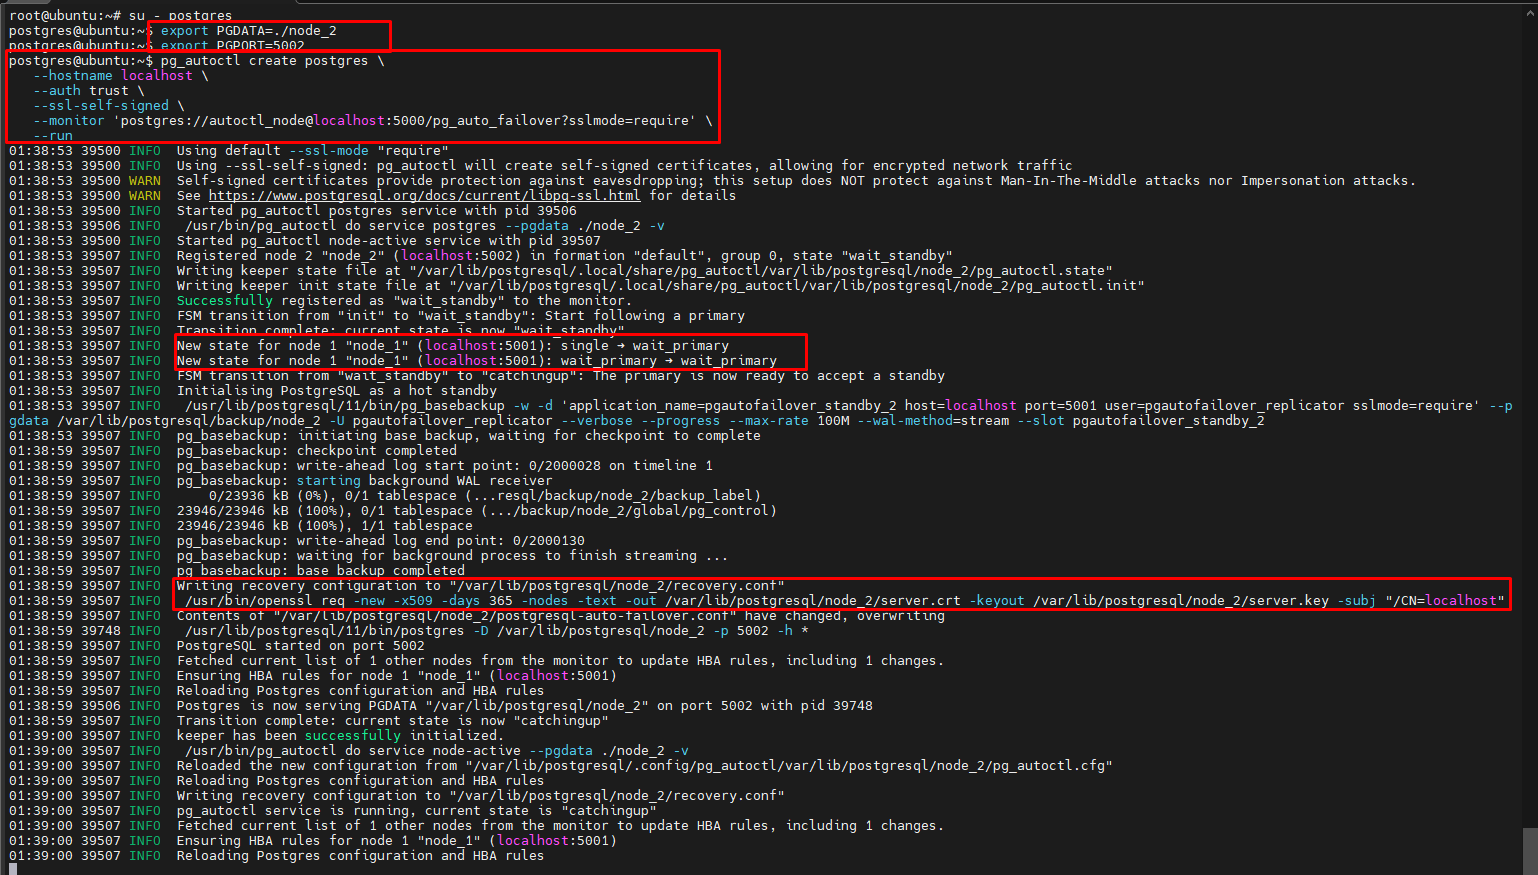 root@ubuntu:~# su - postgres
postgres@ubuntu:~$ export PGDATA=./node_2
postgres@ubuntu:~$ export PGPORT=5002
postgres@ubuntu:~$ pg_autoctl create postgres \
   --hostname localhost \
   --auth trust \
   --ssl-self-signed \
   --monitor 'postgres://autoctl_node@localhost:5000/pg_auto_failover?sslmode=require' \
   --run
01:38:53 39500 INFO  Using default --ssl-mode "require"
01:38:53 39500 INFO  Using --ssl-self-signed: pg_autoctl will create self-signed certificates, allowing for encrypted network traffic
01:38:53 39500 WARN  Self-signed certificates provide protection against eavesdropping; this setup does NOT protect against Man-In-The-Middle attacks nor Impersonation attacks.
01:38:53 39500 WARN  See https://www.postgresql.org/docs/current/libpq-ssl.html for details
01:38:53 39500 INFO  Started pg_autoctl postgres service with pid 39506
01:38:53 39506 INFO   /usr/bin/pg_autoctl do service postgres --pgdata ./node_2 -v
01:38:53 39500 INFO  Started pg_autoctl node-active service with pid 39507
01:38:53 39507 INFO  Registered node 2 "node_2" (localhost:5002) in formation "default", group 0, state "wait_standby"
01:38:53 39507 INFO  Writing keeper state file at "/var/lib/postgresql/.local/share/pg_autoctl/var/lib/postgresql/node_2/pg_autoctl.state"
01:38:53 39507 INFO  Writing keeper init state file at "/var/lib/postgresql/.local/share/pg_autoctl/var/lib/postgresql/node_2/pg_autoctl.init"
01:38:53 39507 INFO  Successfully registered as "wait_standby" to the monitor.
01:38:53 39507 INFO  FSM transition from "init" to "wait_standby": Start following a primary
01:38:53 39507 INFO  Transition complete: current state is now "wait_standby"
01:38:53 39507 INFO  New state for node 1 "node_1" (localhost:5001): single → wait_primary
01:38:53 39507 INFO  New state for node 1 "node_1" (localhost:5001): wait_primary → wait_primary
01:38:53 39507 INFO  FSM transition from "wait_standby" to "catchingup": The primary is now ready to accept a standby
01:38:53 39507 INFO  Initialising PostgreSQL as a hot standby
01:38:53 39507 INFO   /usr/lib/postgresql/11/bin/pg_basebackup -w -d 'application_name=pgautofailover_standby_2 host=localhost port=5001 user=pgautofailover_replicator sslmode=require' --p
gdata /var/lib/postgresql/backup/node_2 -U pgautofailover_replicator --verbose --progress --max-rate 100M --wal-method=stream --slot pgautofailover_standby_2
01:38:53 39507 INFO  pg_basebackup: initiating base backup, waiting for checkpoint to complete
01:38:59 39507 INFO  pg_basebackup: checkpoint completed
01:38:59 39507 INFO  pg_basebackup: write-ahead log start point: 0/2000028 on timeline 1
01:38:59 39507 INFO  pg_basebackup: starting background WAL receiver
01:38:59 39507 INFO      0/23936 kB (0%), 0/1 tablespace (...resql/backup/node_2/backup_label)
01:38:59 39507 INFO  23946/23946 kB (100%), 0/1 tablespace (.../backup/node_2/global/pg_control)
01:38:59 39507 INFO  23946/23946 kB (100%), 1/1 tablespace
01:38:59 39507 INFO  pg_basebackup: write-ahead log end point: 0/2000130
01:38:59 39507 INFO  pg_basebackup: waiting for background process to finish streaming ...
01:38:59 39507 INFO  pg_basebackup: base backup completed
01:38:59 39507 INFO  Writing recovery configuration to "/var/lib/postgresql/node_2/recovery.conf"
01:38:59 39507 INFO   /usr/bin/openssl req -new -x509 -days 365 -nodes -text -out /var/lib/postgresql/node_2/server.crt -keyout /var/lib/postgresql/node_2/server.key -subj "/CN=localhost"
01:38:59 39507 INFO  Contents of "/var/lib/postgresql/node_2/postgresql-auto-failover.conf" have changed, overwriting
01:38:59 39748 INFO   /usr/lib/postgresql/11/bin/postgres -D /var/lib/postgresql/node_2 -p 5002 -h *
01:38:59 39507 INFO  PostgreSQL started on port 5002
01:38:59 39507 INFO  Fetched current list of 1 other nodes from the monitor to update HBA rules, including 1 changes.
01:38:59 39507 INFO  Ensuring HBA rules for node 1 "node_1" (localhost:5001)
01:38:59 39507 INFO  Reloading Postgres configuration and HBA rules
01:38:59 39506 INFO  Postgres is now serving PGDATA "/var/lib/postgresql/node_2" on port 5002 with pid 39748
01:38:59 39507 INFO  Transition complete: current state is now "catchingup"
01:39:00 39507 INFO  keeper has been successfully initialized.
01:39:00 39507 INFO   /usr/bin/pg_autoctl do service node-active --pgdata ./node_2 -v
01:39:00 39507 INFO  Reloaded the new configuration from "/var/lib/postgresql/.config/pg_autoctl/var/lib/postgresql/node_2/pg_autoctl.cfg"
01:39:00 39507 INFO  Reloading Postgres configuration and HBA rules
01:39:00 39507 INFO  Writing recovery configuration to "/var/lib/postgresql/node_2/recovery.conf"
01:39:00 39507 INFO  pg_autoctl service is running, current state is "catchingup"
01:39:00 39507 INFO  Fetched current list of 1 other nodes from the monitor to update HBA rules, including 1 changes.
01:39:00 39507 INFO  Ensuring HBA rules for node 1 "node_1" (localhost:5001)
01:39:00 39507 INFO  Reloading Postgres configuration and HBA rules